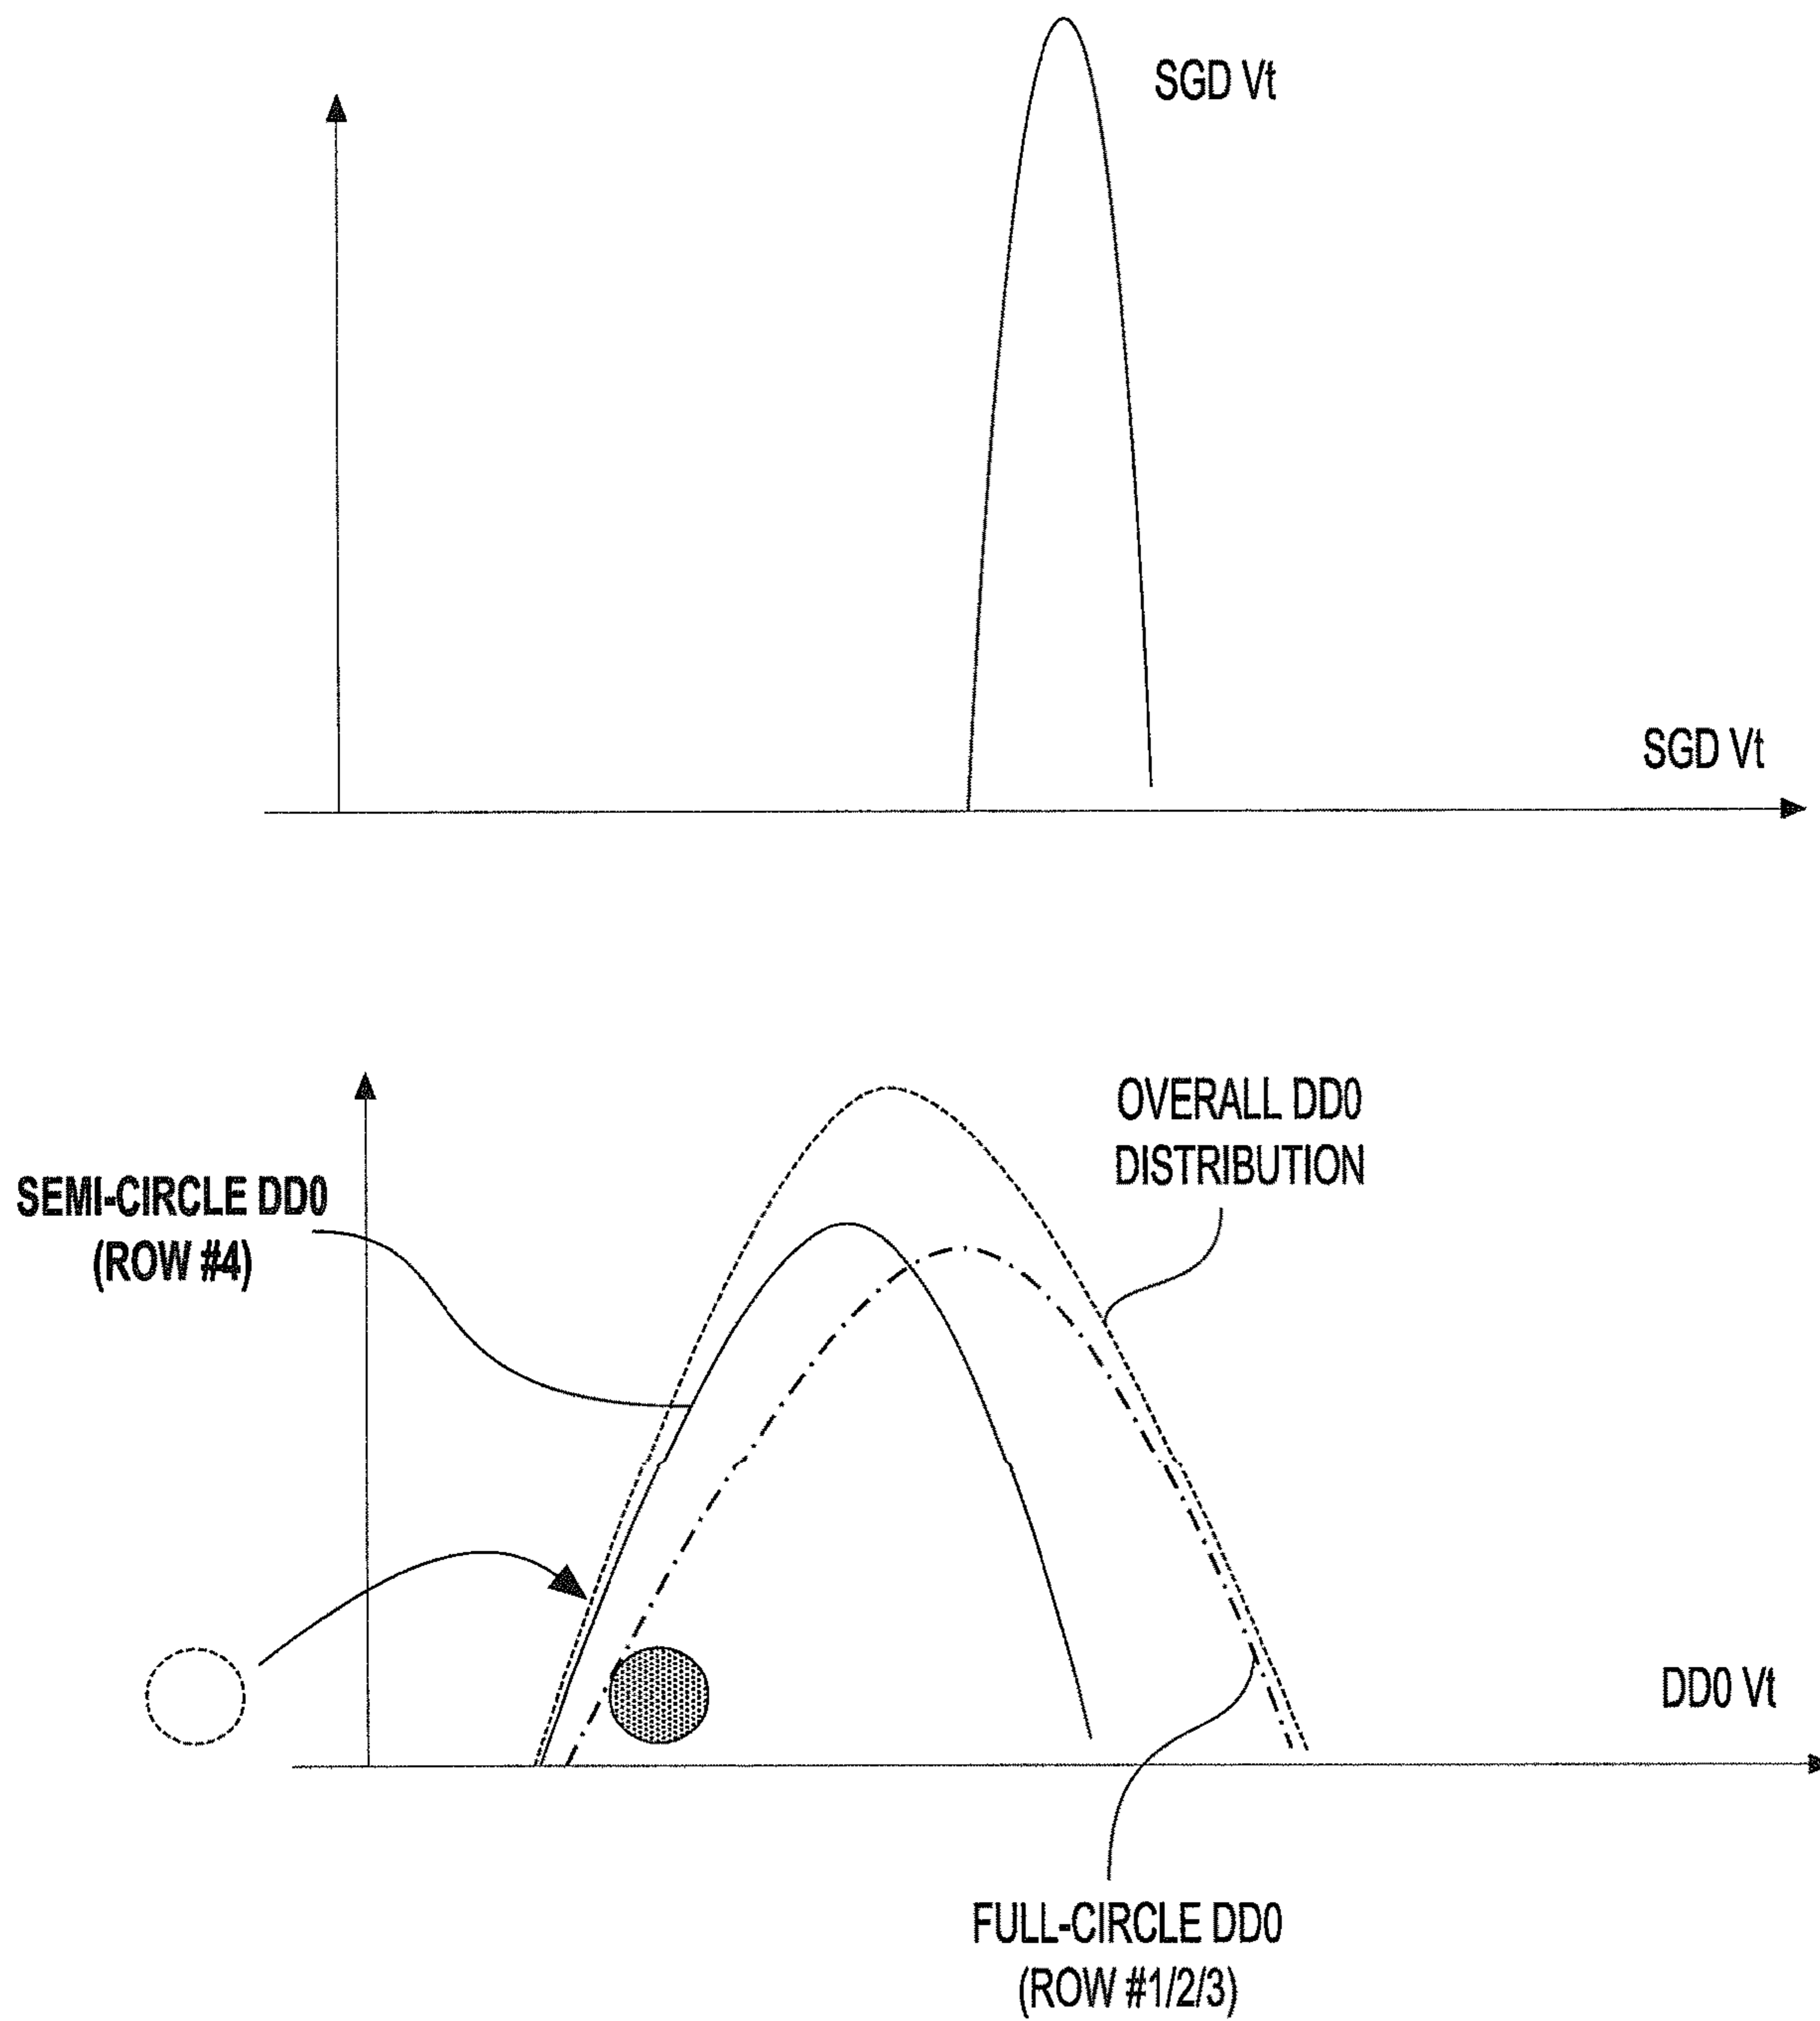 SGD Vt
SGD Vt
OVERALL DD0
DISTRIBUTION
SEMI-CIRCLE DD0
(ROW #4)
DD0 Vt
FULL-CIRCLE DD0
(ROW #1/2/3)